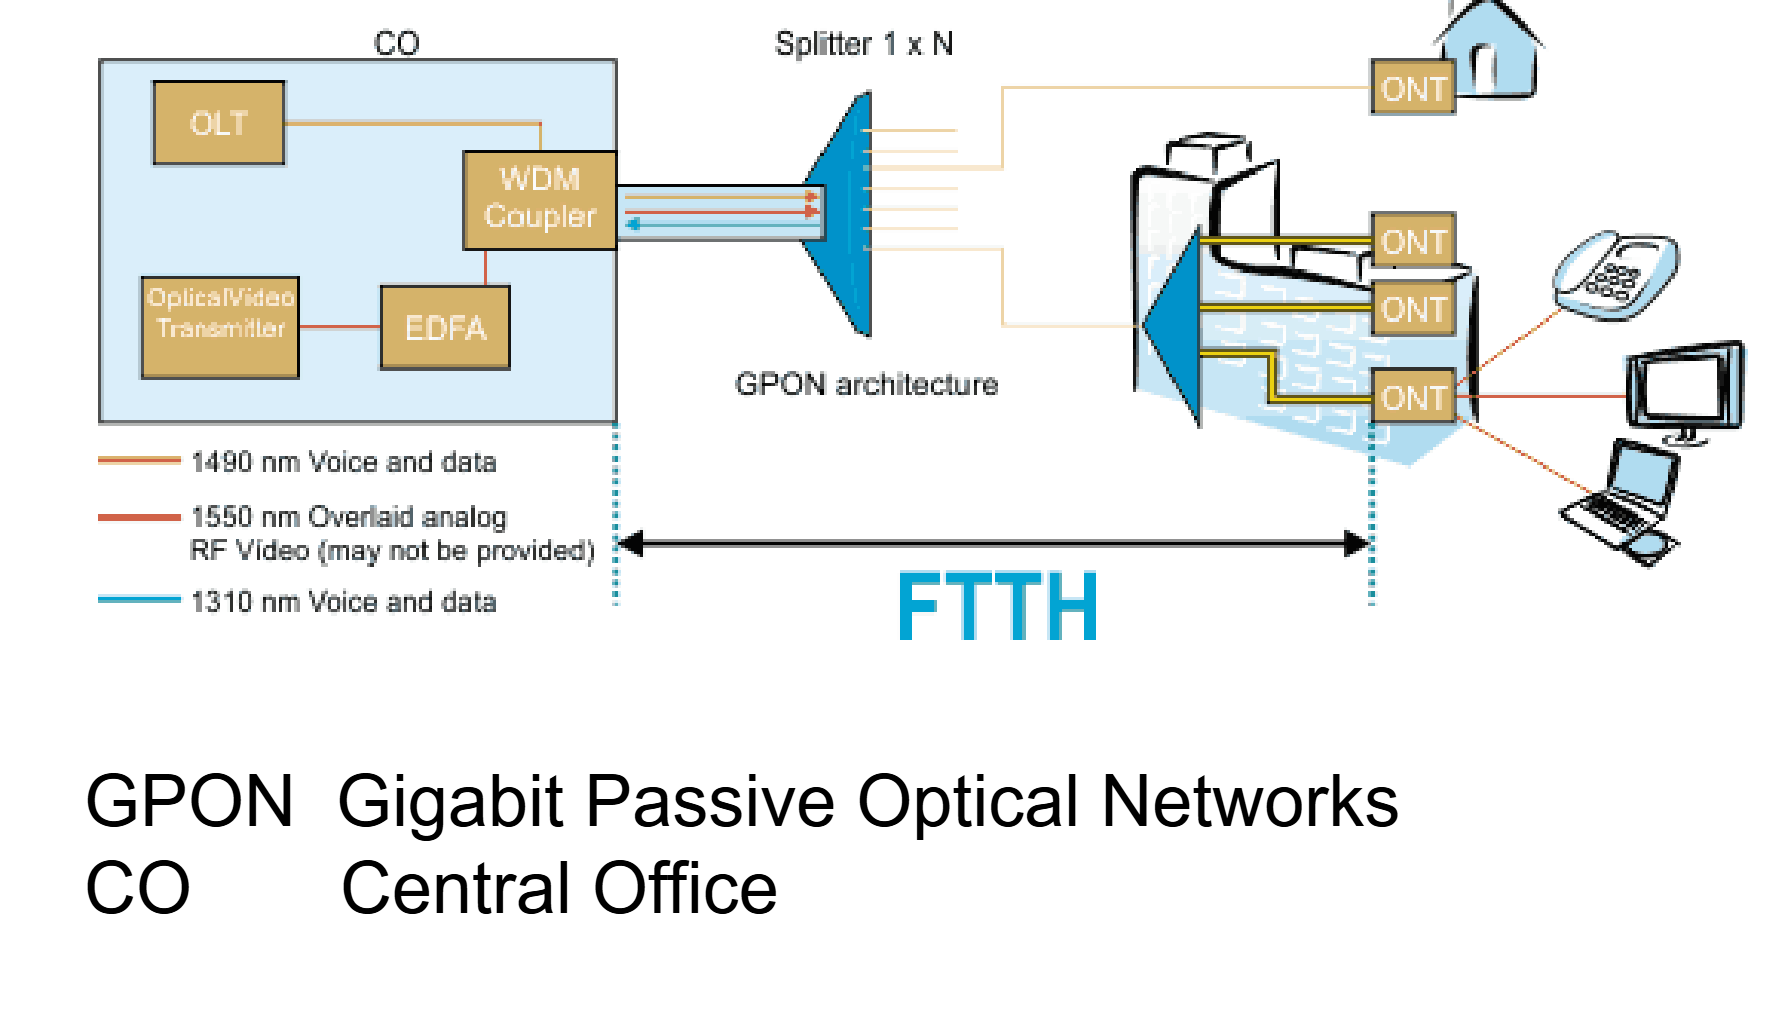 CO
Splitter 1 x N
ONT
OLT
WDM
Coupler
ONT
Optical/Video
Transmitter
EDFA
ONT
GPON architecture
ONT
1490 nm Voice and data
1550 nm Overlaid analog
RF Video (may not be provided)
1310 nm Voice and data
FTTH
GPON Gigabit Passive Optical Networks
CO Central Office